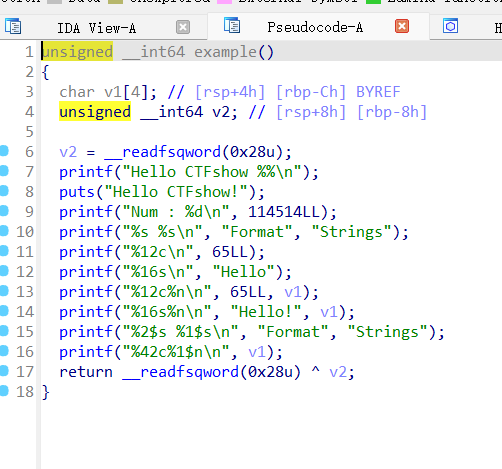 IDA View-A Pseudocode-A
1 unsigned __int64 example()
2 {
3 char v1[4]; // [rsp+4h] [rbp-Ch] BYREF
4 unsigned __int64 v2; // [rsp+8h] [rbp-8h]
5
6 v2 = __readfsqword(0x28u);
7 printf("Hello CTFshow %%\n");
8 puts("Hello CTFshow!");
9 printf("Num : %d\n", 114514LL);
10 printf("%s %s\n", "Format", "Strings");
11 printf("%12c\n", 65LL);
12 printf("%16s\n", "Hello");
13 printf("%12c%n\n", 65LL, v1);
14 printf("%16s%n\n", "Hello!", v1);
15 printf("%2$s %1$s\n", "Format", "Strings");
16 printf("%42c%1$n\n", v1);
17 return __readfsqword(0x28u) ^ v2;
18 }